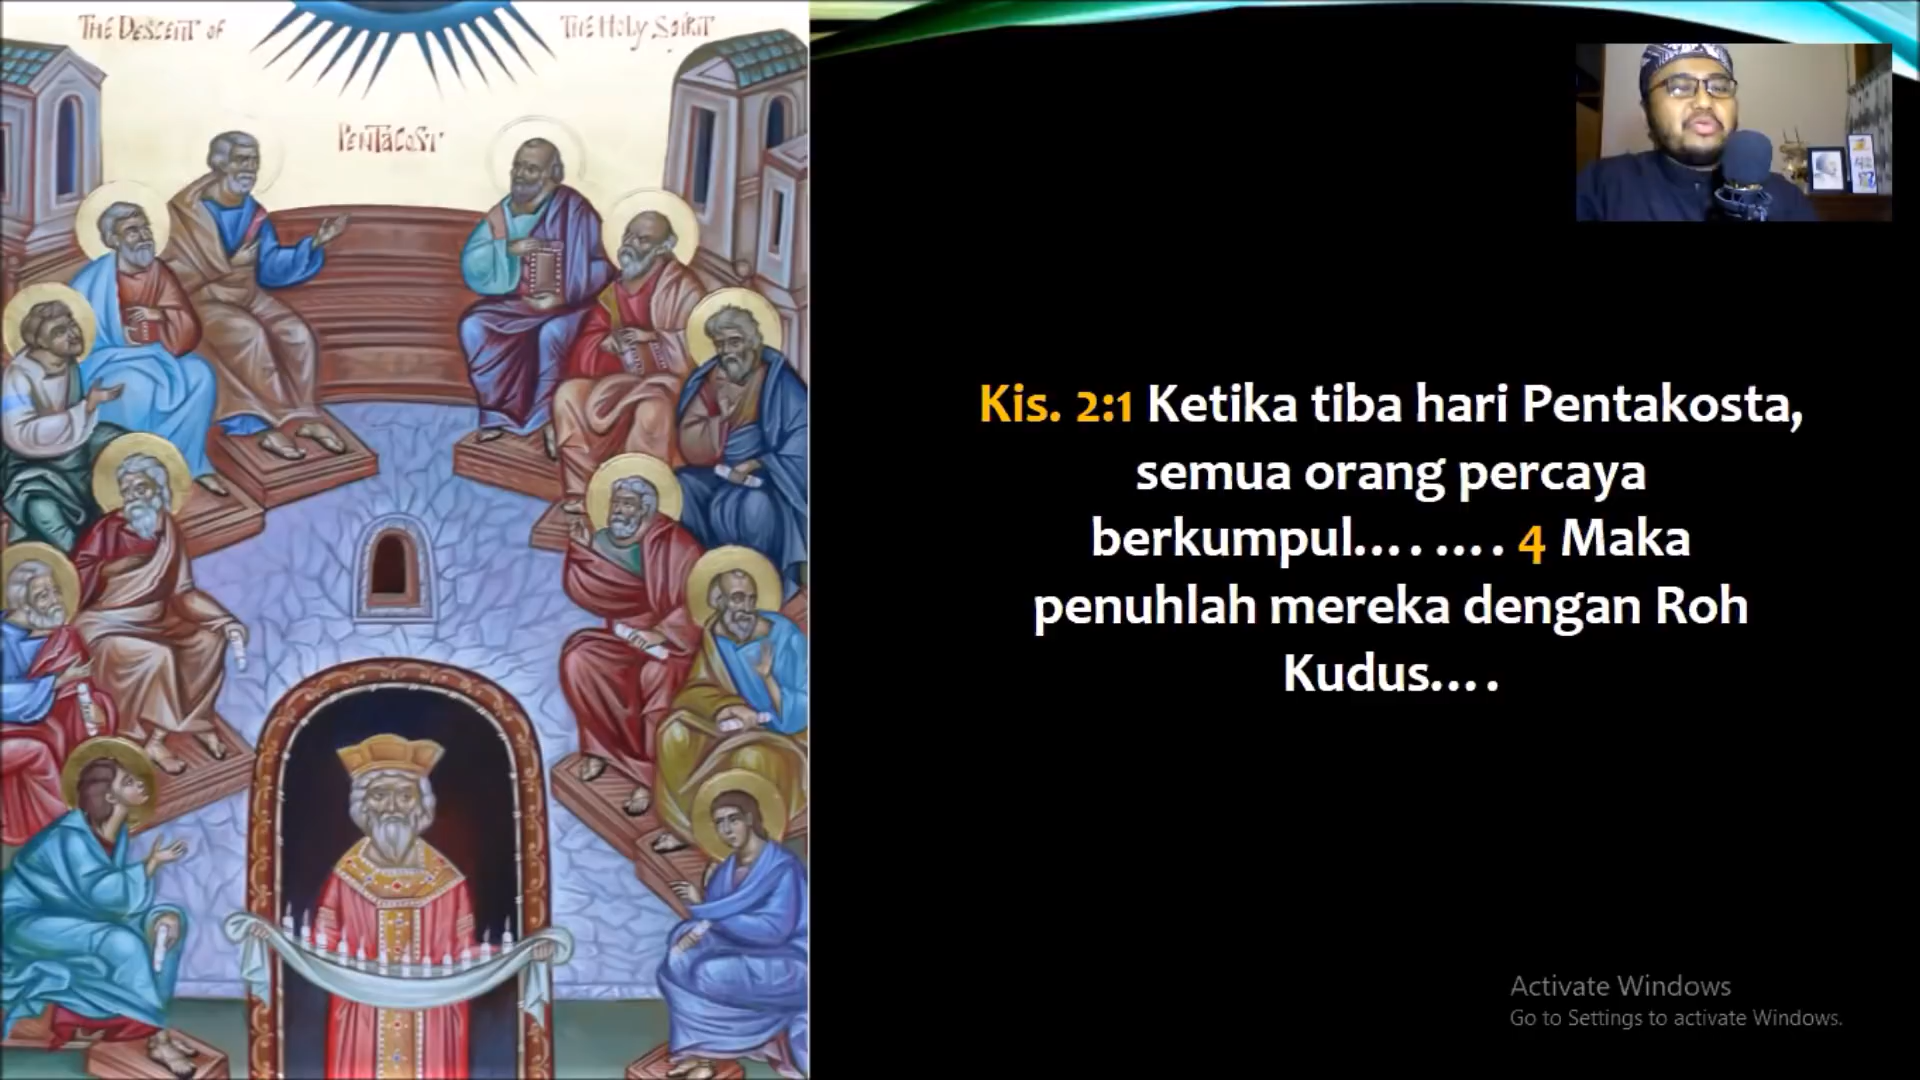 THE DESCENT OF
THE HOLY SPIRIT
PENTACOST
Kis. 2:1 Ketika tiba hari Pentakosta,
semua orang percaya
berkumpul.... .... 4 Maka
penuhlah mereka dengan Roh
Kudus....
Activate Windows
Go to Settings to activate Windows.